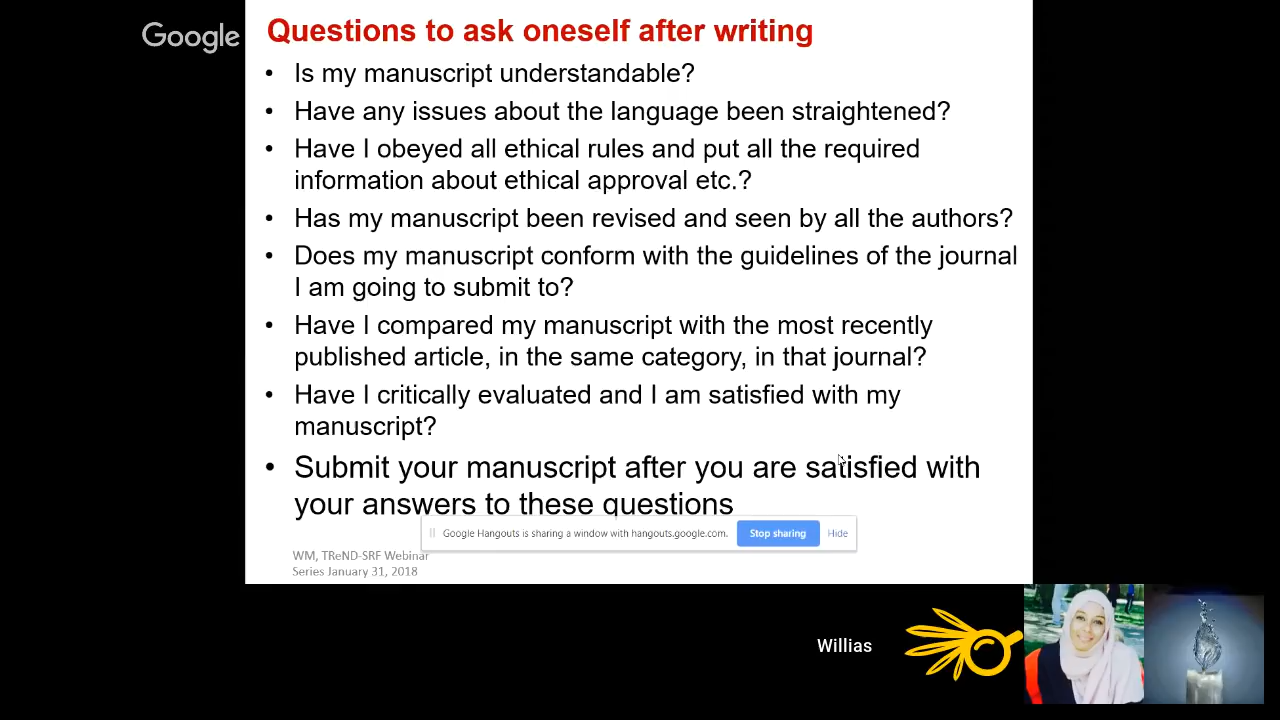 Google
Questions to ask oneself after writing
• Is my manuscript understandable?
• Have any issues about the language been straightened?
• Have I obeyed all ethical rules and put all the required
information about ethical approval etc.?
• Has my manuscript been revised and seen by all the authors?
• Does my manuscript conform with the guidelines of the journal
I am going to submit to?
• Have I compared my manuscript with the most recently
published article, in the same category, in that journal?
• Have I critically evaluated and I am satisfied with my
manuscript?
• Submit your manuscript after you are satisfied with
your answers to these questions
Google Hangouts is sharing a window with hangouts.google.com. Stop sharing Hide
WM, TReND-SRF Webinar
Series January 31, 2018
Willias